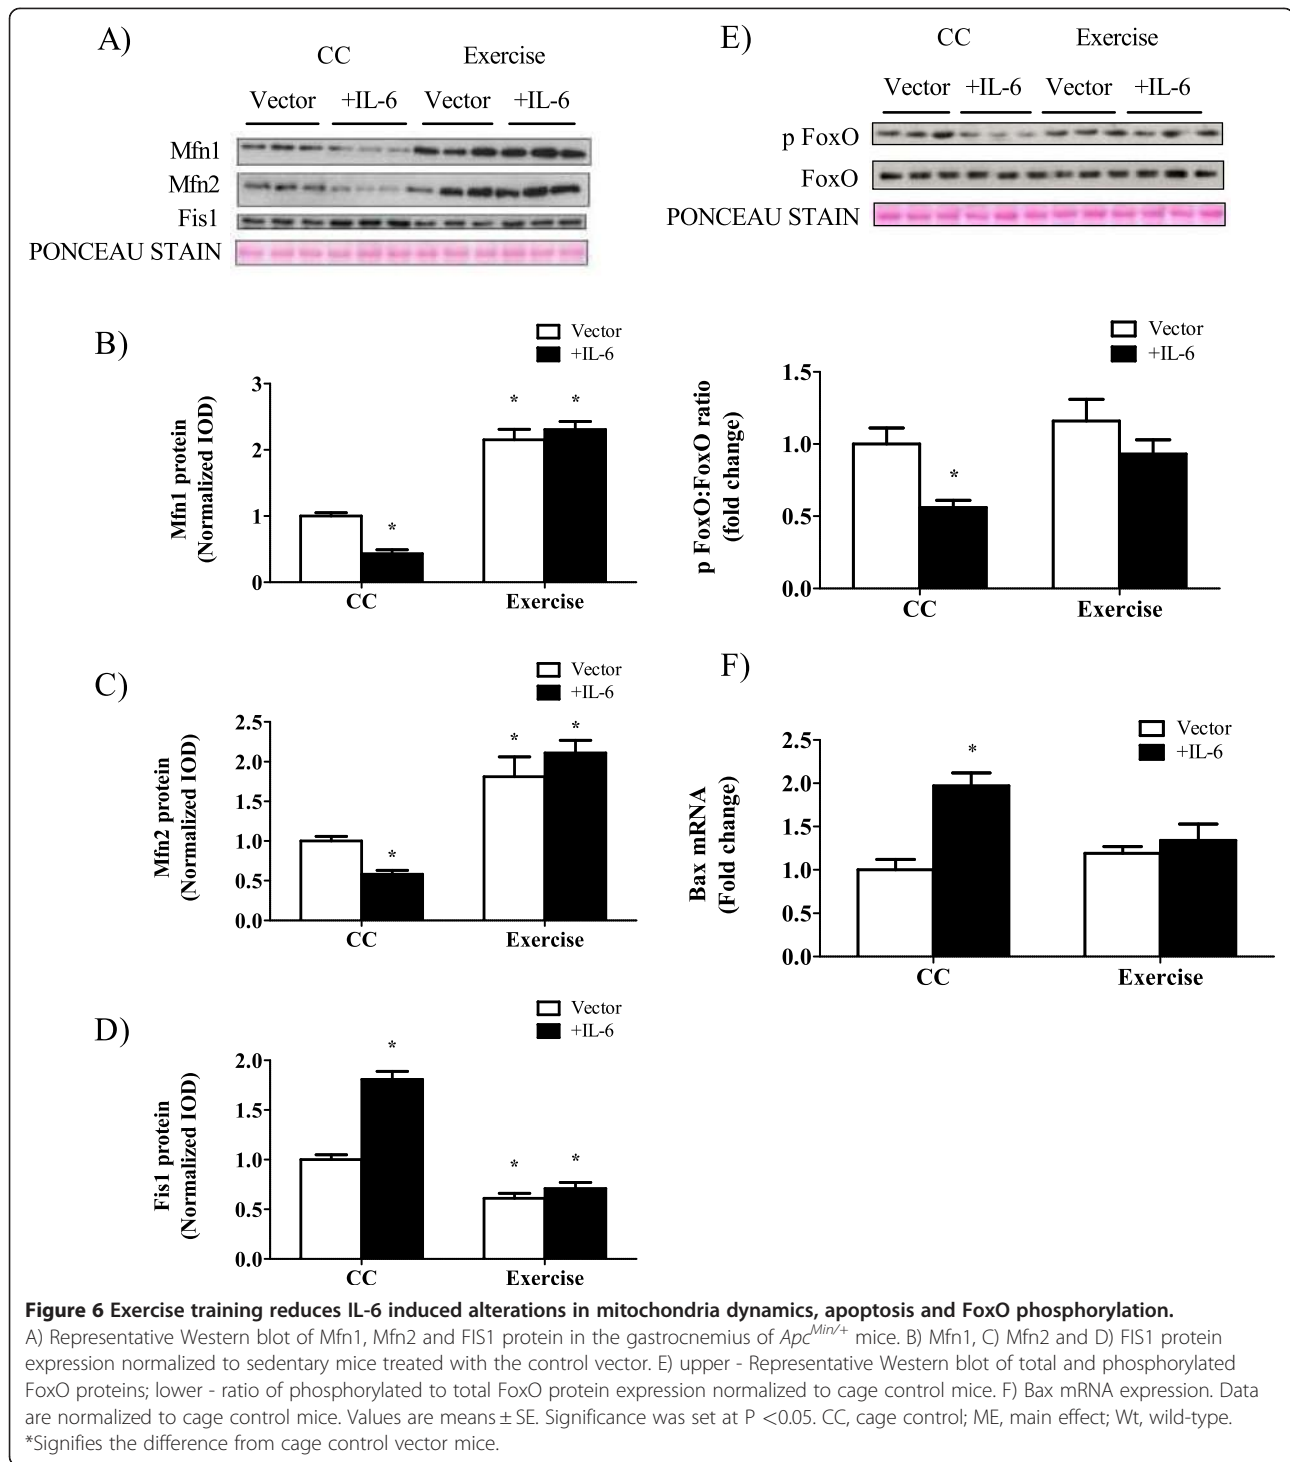 A)
CC Exercise
Vector +IL-6 Vector +IL-6
Mfn1
Mfn2
Fis1
PONCEAU STAIN
E)
CC Exercise
Vector +IL-6 Vector +IL-6
p FoxO
FoxO
PONCEAU STAIN
B)
Vector
+IL-6
Mfn1 protein
(Normalized IOD)
3
2
1
0
* * *
CC Exercise
Vector
+IL-6
p FoxO:FoxO ratio
(fold change)
1.5
1.0
0.5
0.0
*
CC Exercise
C)
Vector
+IL-6
Mfn2 protein
(Normalized IOD)
2.5
2.0
1.5
1.0
0.5
0.0
* * *
CC Exercise
F)
Vector
+IL-6
Bax mRNA
(Fold change)
2.5
2.0
1.5
1.0
0.5
0.0
*
CC Exercise
D)
Vector
+IL-6
Fis1 protein
(Normalized IOD)
2.0
1.5
1.0
0.5
0.0
* * *
CC Exercise
Figure 6 Exercise training reduces IL-6 induced alterations in mitochondria dynamics, apoptosis and FoxO phosphorylation.
A) Representative Western blot of Mfn1, Mfn2 and FIS1 protein in the gastrocnemius of Apc^Min/+ mice. B) Mfn1, C) Mfn2 and D) FIS1 protein
expression normalized to sedentary mice treated with the control vector. E) upper - Representative Western blot of total and phosphorylated
FoxO proteins; lower - ratio of phosphorylated to total FoxO protein expression normalized to cage control mice. F) Bax mRNA expression. Data
are normalized to cage control mice. Values are means ± SE. Significance was set at P <0.05. CC, cage control; ME, main effect; Wt, wild-type.
*Signifies the difference from cage control vector mice.